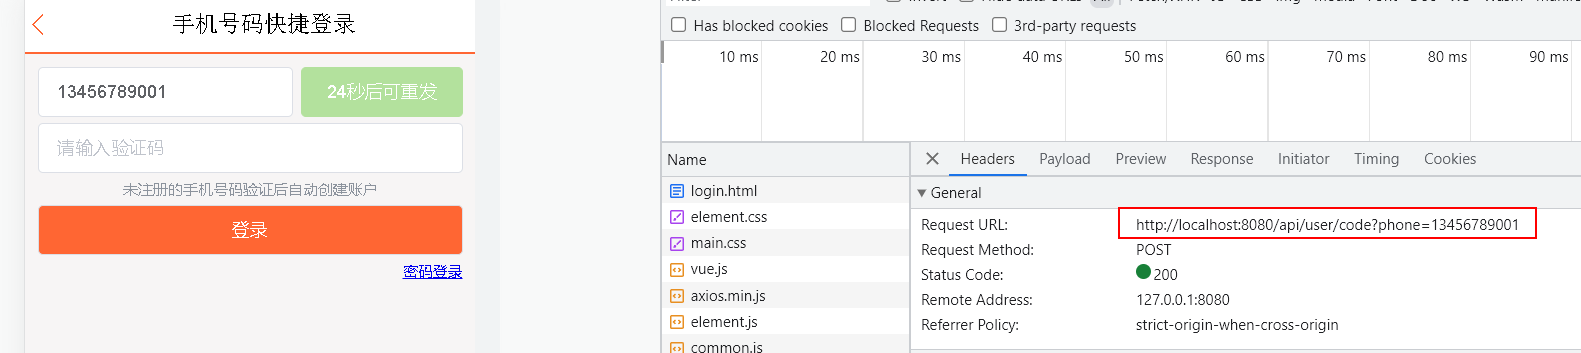 手机号码快捷登录
13456789001
24秒后可重发
请输入验证码
未注册的手机号码验证后自动创建账户
登录
密码登录
Has blocked cookies
Blocked Requests
3rd-party requests
10 ms
20 ms
30 ms
40 ms
50 ms
60 ms
70 ms
80 ms
90 ms
Name
login.html
element.css
main.css
vue.js
axios.min.js
element.js
common.js
Headers
Payload
Preview
Response
Initiator
Timing
Cookies
General
Request URL: http://localhost:8080/api/user/code?phone=13456789001
Request Method: POST
Status Code: 200
Remote Address: 127.0.0.1:8080
Referrer Policy: strict-origin-when-cross-origin